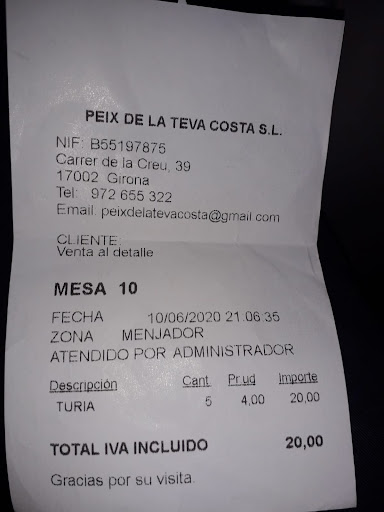 PEIX DE LA TEVA COSTA S.L.
NIF: B55197875
Carrer de la Creu, 39
17002 Girona
Tel: 972 655 322
Email: peixdelatevacosta@gmail.com
CLIENTE:
Venta al detalle
MESA 10
FECHA 10/06/2020 21:06:35
ZONA MENJADOR
ATENDIDO POR ADMINISTRADOR
Descripción Cant. Pr.ud Importe
TURIA 5 4,00 20,00
TOTAL IVA INCLUIDO 20,00
Gracias por su visita.